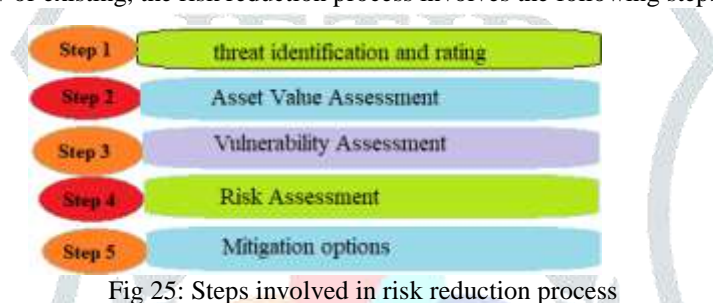 or existing, the risk reduction process involves the following step
Step 1 threat identification and rating
Step 2 Asset Value Assessment
Step 3 Vulnerability Assessment
Step 4 Risk Assessment
Step 5 Mitigation options
Fig 25: Steps involved in risk reduction process